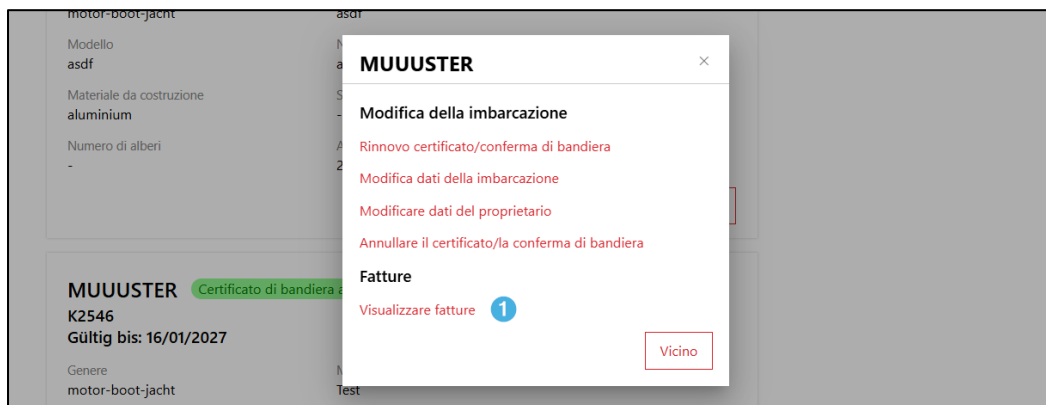 motor-boot-jacht asdf
Modello
asdf
Materiale da costruzione
aluminium
Numero di alberi
-
MUUUSTER ×
Modifica della imbarcazione
Rinnovo certificato/conferma di bandiera
Modifica dati della imbarcazione
Modificare dati del proprietario
Annullare il certificato/la conferma di bandiera
Fatture
Visualizzare fatture 1
Vicino
MUUUSTER Certificato di bandiera
K2546
Gültig bis: 16/01/2027
Genere
motor-boot-jacht Test